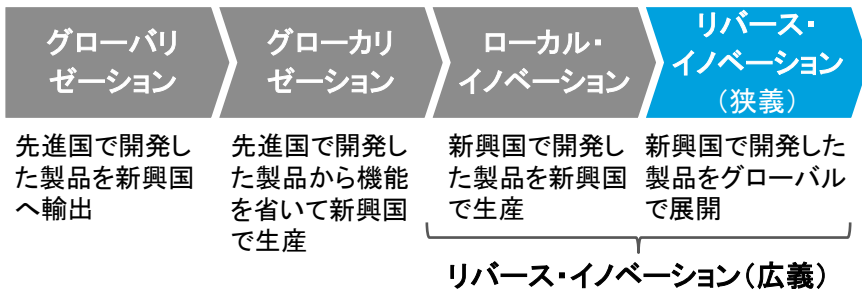 グローバリ
ゼーション
グローカリ
ゼーション
ローカル・
イノベーション
リバース・
イノベーション
（狭義）
先進国で開発し
た製品を新興国
へ輸出
先進国で開発し
た製品から機能
を省いて新興国
で生産
新興国で開発し
た製品を新興国
で生産
新興国で開発した
製品をグローバル
で展開
リバース・イノベーション（広義）